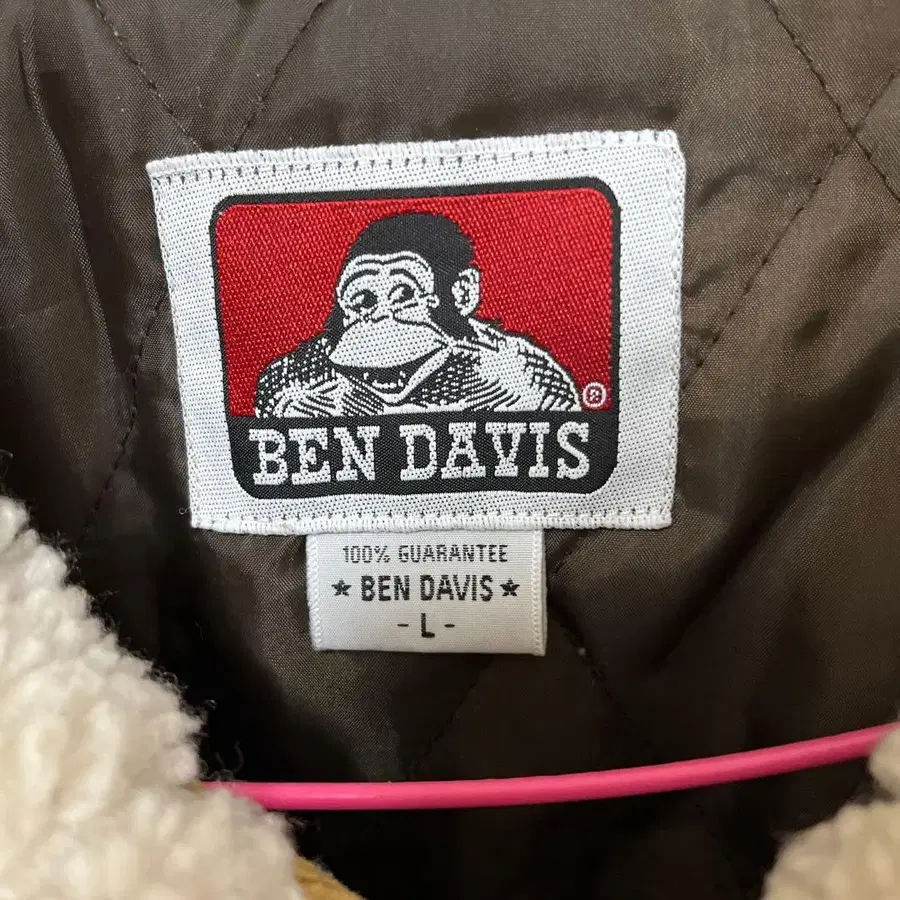 ®
BEN DAVIS
100% GUARANTEE
★ BEN DAVIS ★
- L -